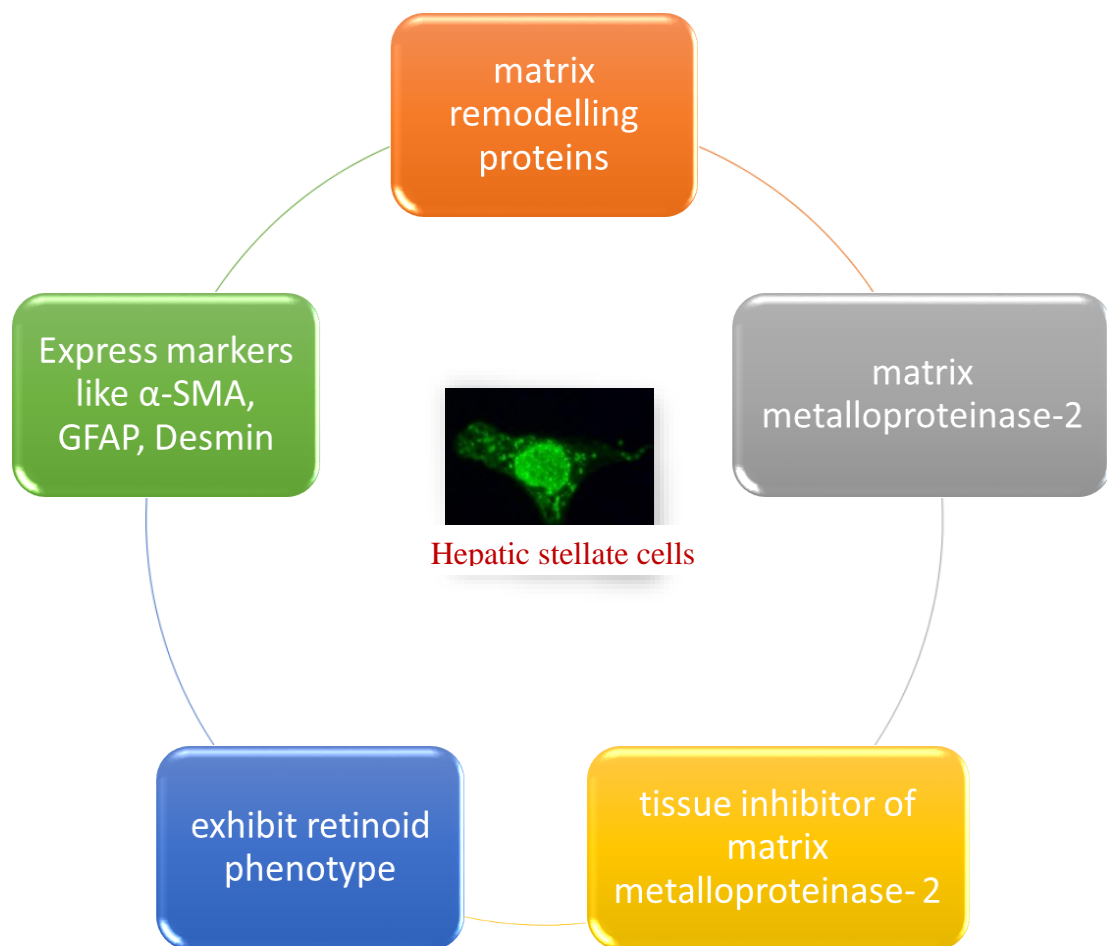 matrix
remodelling
proteins
Express markers
like α-SMA,
GFAP, Desmin
matrix
metalloproteinase-2
Hepatic stellate cells
exhibit retinoid
phenotype
tissue inhibitor of
matrix
metalloproteinase- 2